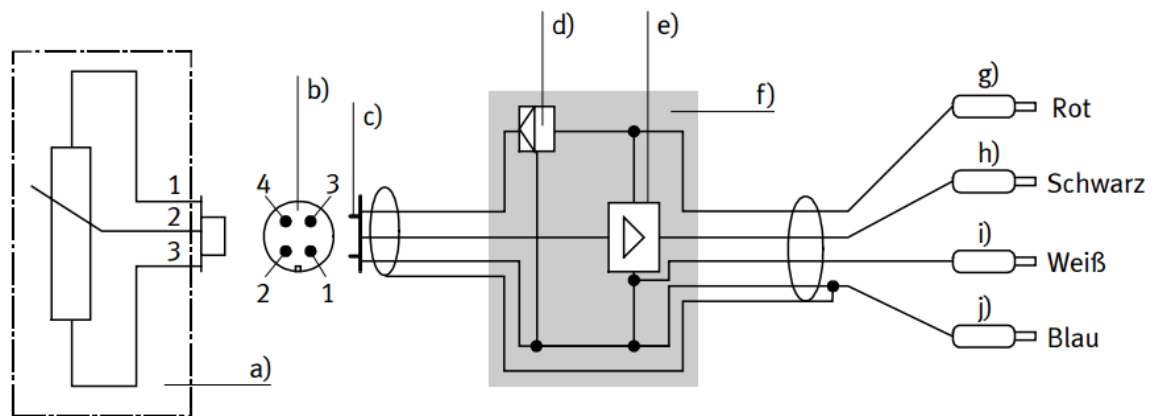 1
2
3
a)
b)
4
3
2
1
c)
d)
e)
f)
g)
Rot
h)
Schwarz
i)
Weiß
j)
Blau